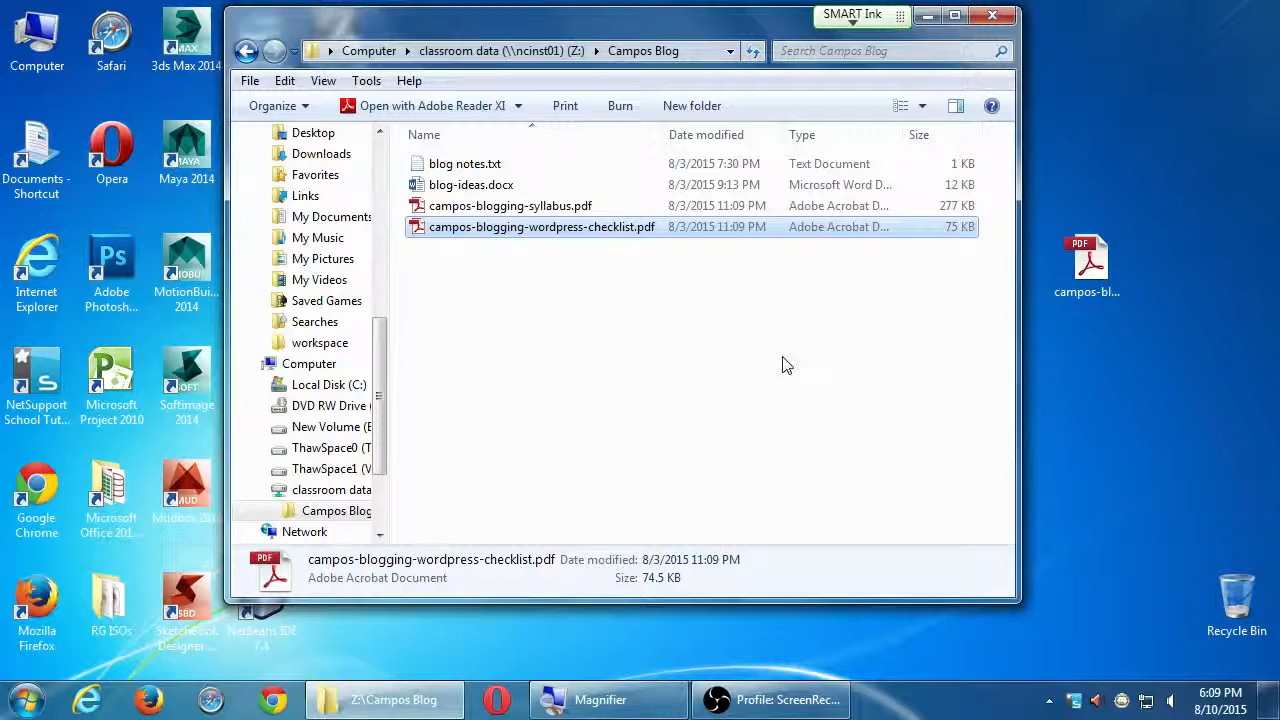 SMART Ink
Computer
classroom data (\\ncinst01) (Z:)
Campos Blog
Search Campos Blog
File Edit View Tools Help
Organize Open with Adobe Reader XI Print Burn New folder
Name Date modified Type Size
blog notes.txt 8/3/2015 7:30 PM Text Document 1 KB
blog-ideas.docx 8/3/2015 9:13 PM Microsoft Word D... 12 KB
campos-blogging-syllabus.pdf 8/3/2015 11:09 PM Adobe Acrobat D... 277 KB
campos-blogging-wordpress-checklist.pdf 8/3/2015 11:09 PM Adobe Acrobat D... 75 KB
Desktop
Downloads
Favorites
Links
My Documents
My Music
My Pictures
My Videos
Saved Games
Searches
workspace
Computer
Local Disk (C:)
DVD RW Drive
New Volume (E
ThawSpace0 (T
ThawSpace1 (V
classroom data
Campos Blog
Network
PDF
campos-blogging-wordpress-checklist.pdf Date modified: 8/3/2015 11:09 PM
Adobe Acrobat Document Size: 74.5 KB
Computer
Safari
MAX
3ds Max 2014
Documents -
Shortcut
Opera
MAYA
Maya 2014
Internet
Explorer
Ps
Adobe
Photosh...
MOBU
MotionBui...
2014
S
NetSupport
School Tut...
P
Microsoft
Project 2010
SOFT
Softimage
2014
Google
Chrome
Microsoft
Office 201...
MUD
Mudbox 201
Mozilla
Firefox
RG ISOs
SBD
Sketchbook
Designer ...
NetBeans IDE
PDF
campos-bl...
Recycle Bin
Z:\Campos Blog
Magnifier
Profile: ScreenRec...
6:09 PM
8/10/2015